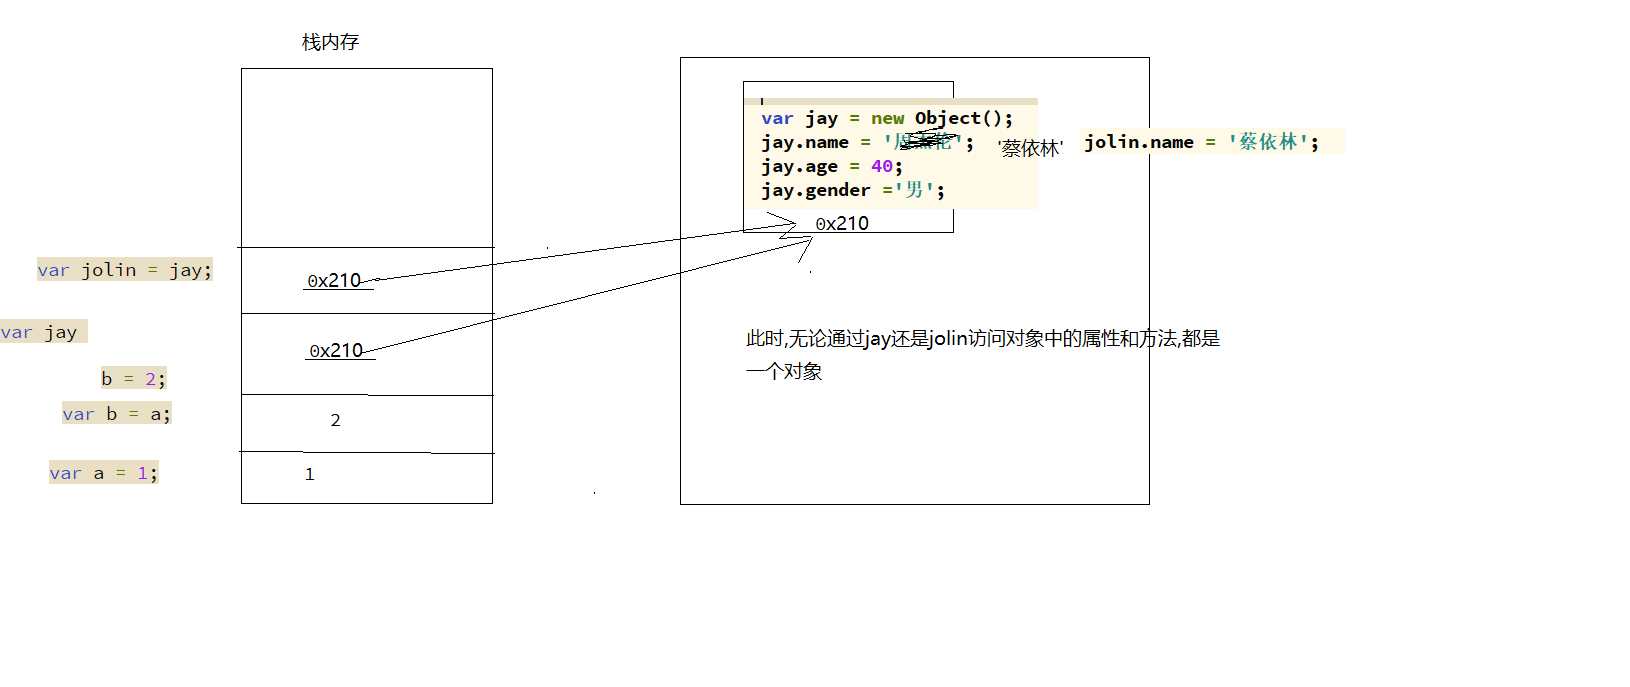 栈内存
var jay = new Object();
jay.name = ' ';
'蔡依林'
jolin.name = '蔡依林';
jay.age = 40;
jay.gender ='男';
0x210
var jolin = jay;
0x210
var jay
0x210
此时,无论通过jay还是jolin访问对象中的属性和方法,都是
一个对象
b = 2;
var b = a;
2
var a = 1;
1